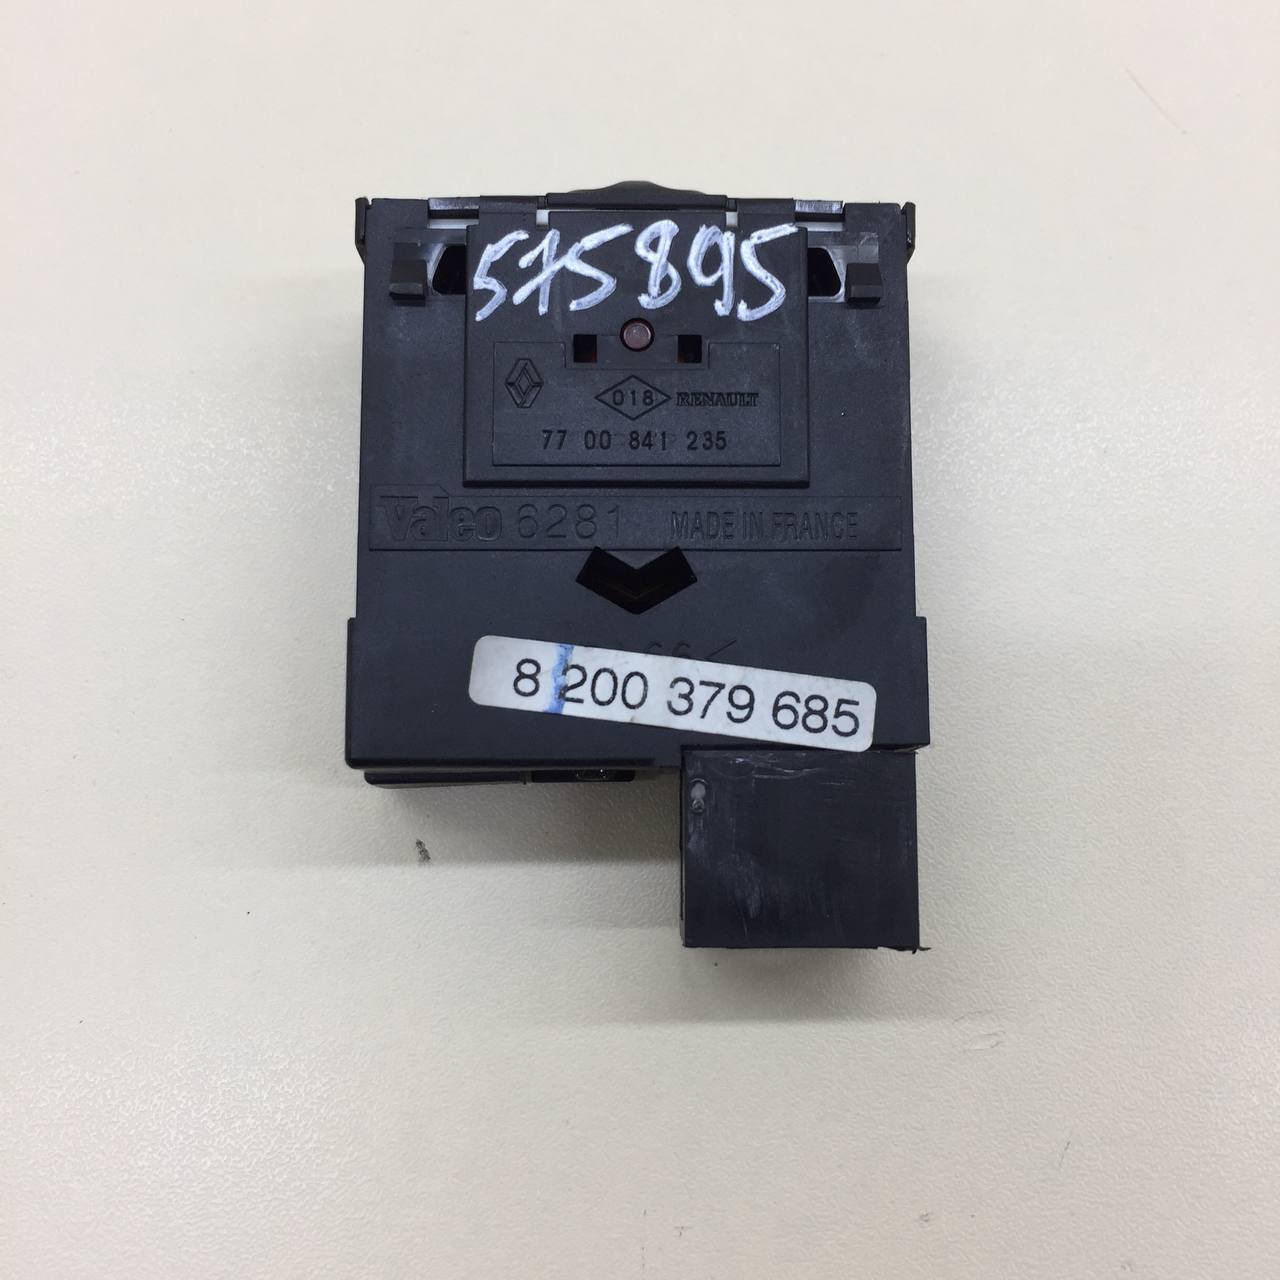 575895
018 RENAULT
77 00 841 235
Valeo 6281 MADE IN FRANCE
8 200 379 685